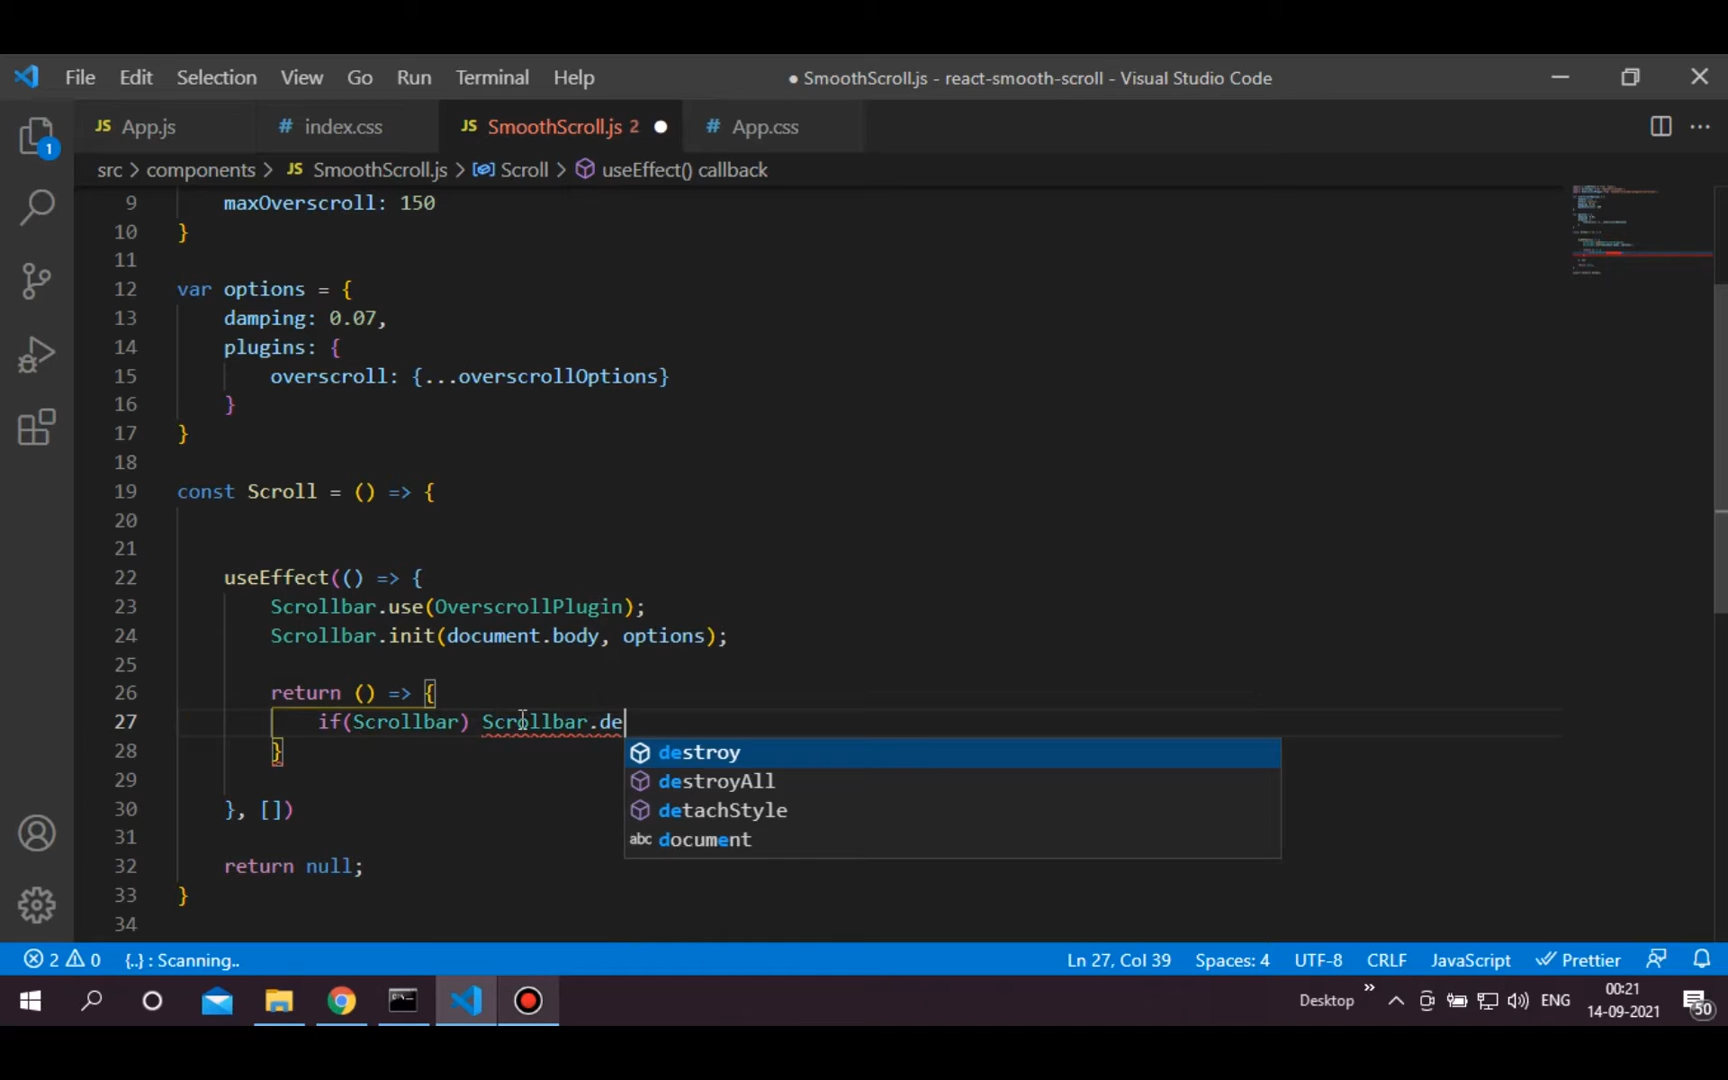 File Edit Selection View Go Run Terminal Help ● SmoothScroll.js - react-smooth-scroll - Visual Studio Code
JS App.js # index.css JS SmoothScroll.js 2 # App.css
src > components > JS SmoothScroll.js > Scroll > useEffect() callback
1
9 maxOverscroll: 150
10 }
11
12 var options = {
13 damping: 0.07,
14 plugins: {
15 overscroll: {...overscrollOptions}
16 }
17 }
18
19 const Scroll = () => {
20
21
22 useEffect(() => {
23 Scrollbar.use(OverscrollPlugin);
24 Scrollbar.init(document.body, options);
25
26 return () => {
27 if(Scrollbar) Scrollbar.de
28 }
destroy
29
destroyAll
30 }, [])
detachStyle
31
abc document
32 return null;
33 }
34
2 0 {..} : Scanning.. Ln 27, Col 39 Spaces: 4 UTF-8 CRLF JavaScript Prettier
Desktop » ENG 00:21
14-09-2021
50